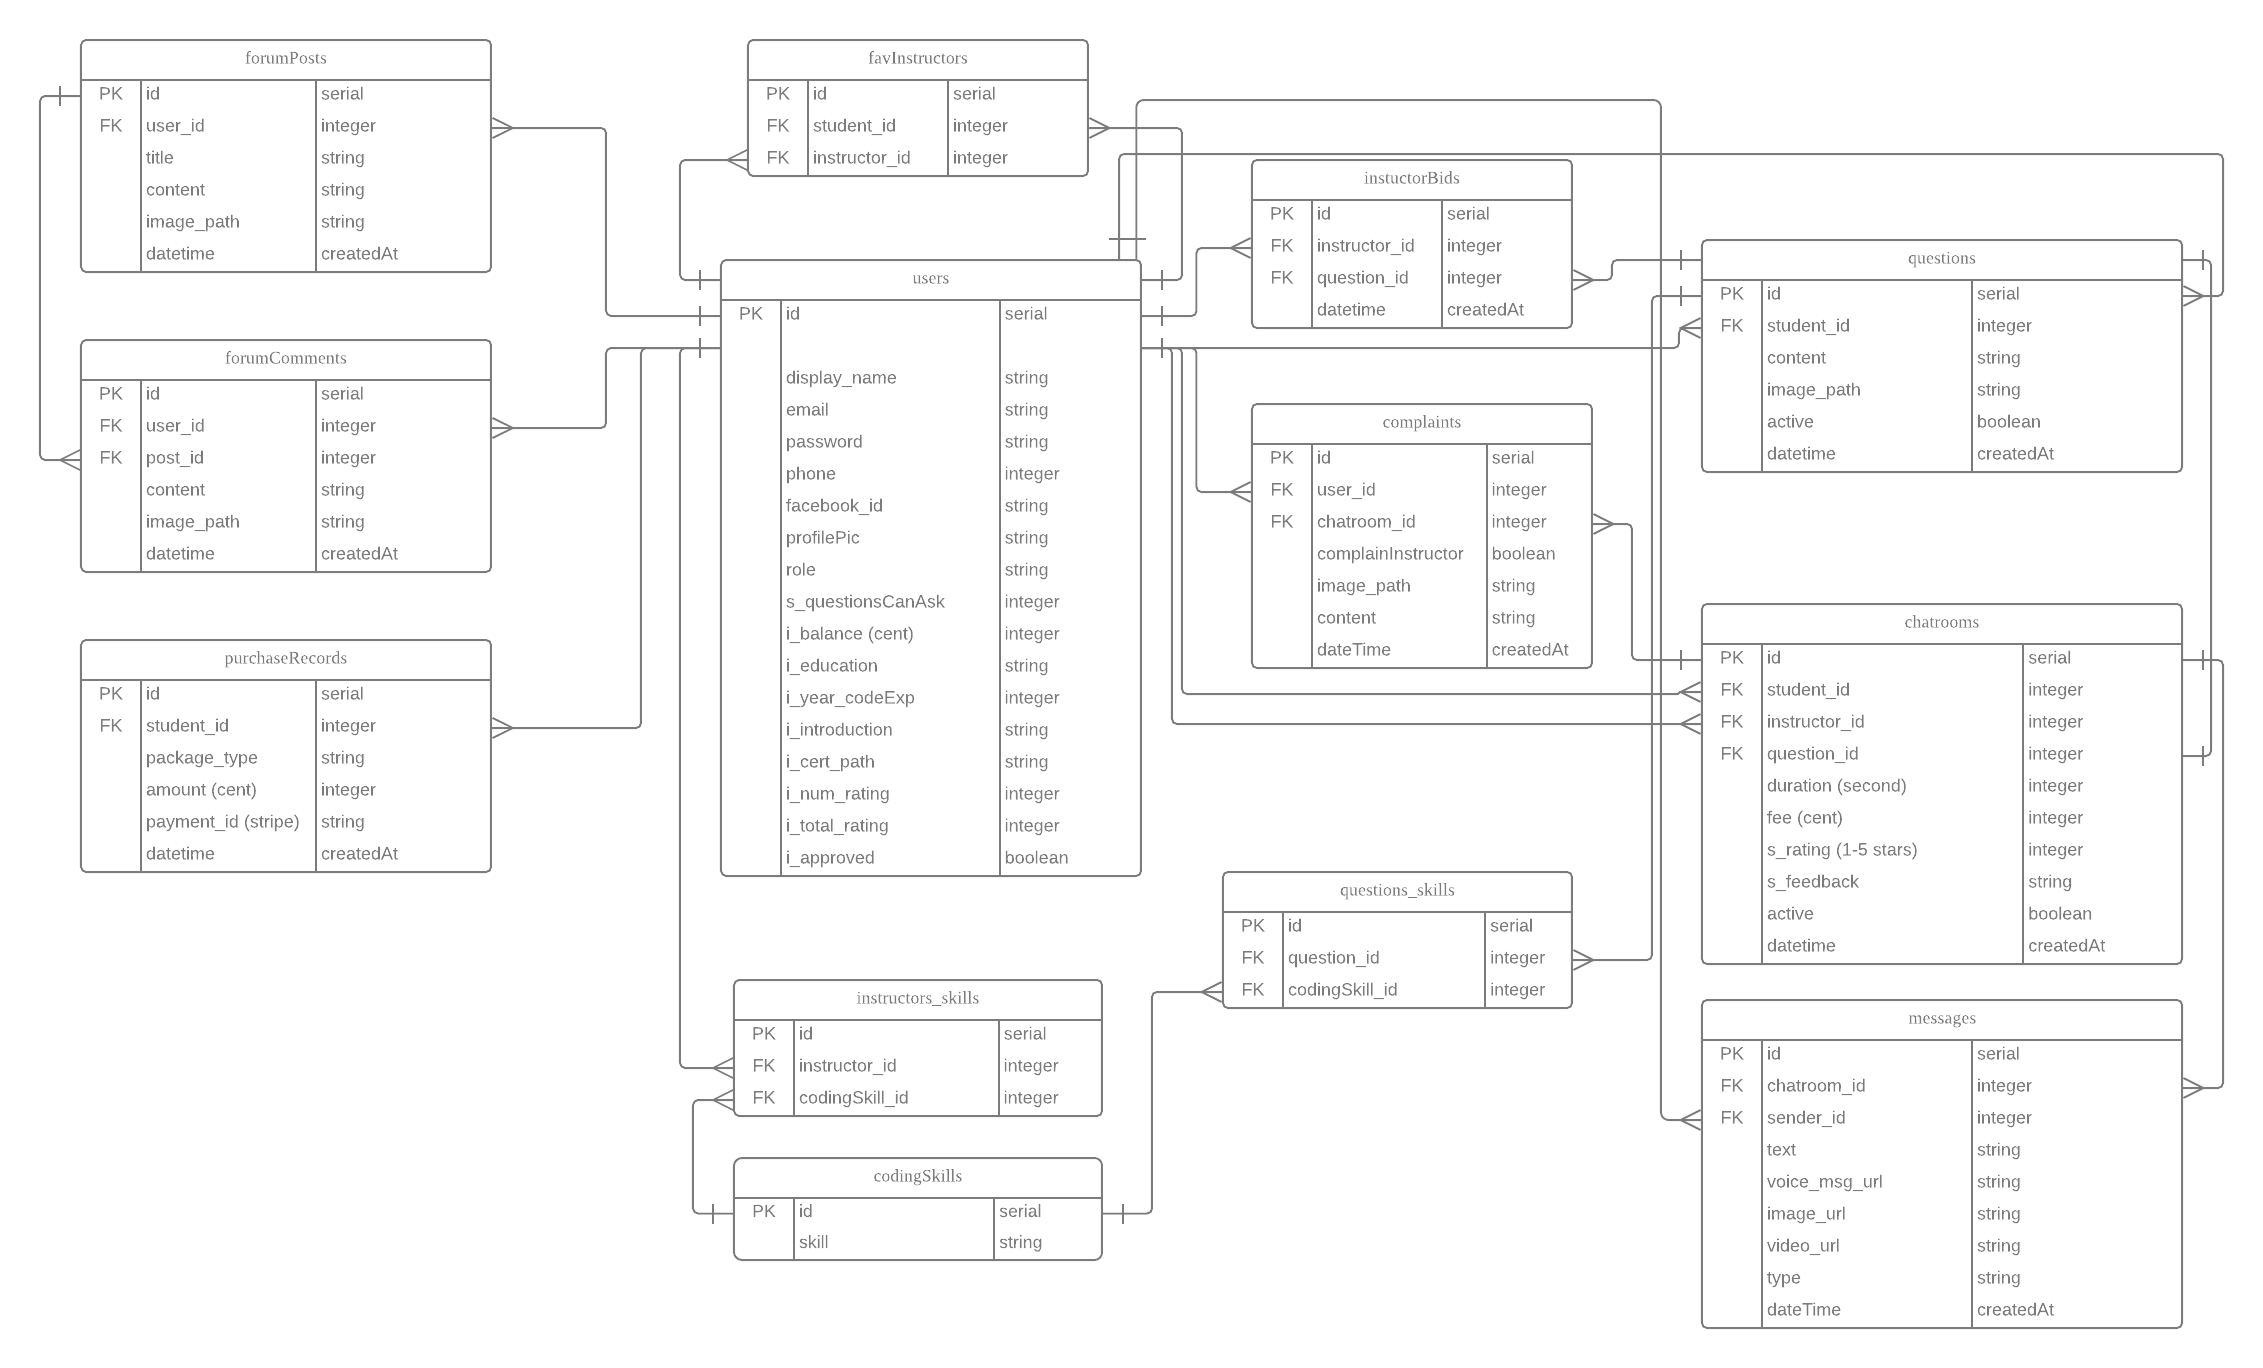 forumPosts
PK id serial
FK user_id integer
title string
content string
image_path string
datetime createdAt
favInstructors
PK id serial
FK student_id integer
FK instructor_id integer
instuctorBids
PK id serial
FK instructor_id integer
FK question_id integer
datetime createdAt
questions
PK id serial
FK student_id integer
content string
image_path string
active boolean
datetime createdAt
users
PK id serial
display_name string
email string
password string
phone integer
facebook_id string
profilePic string
role string
s_questionsCanAsk integer
i_balance (cent) integer
i_education string
i_year_codeExp integer
i_introduction string
i_cert_path string
i_num_rating integer
i_total_rating integer
i_approved boolean
forumComments
PK id serial
FK user_id integer
FK post_id integer
content string
image_path string
datetime createdAt
complaints
PK id serial
FK user_id integer
FK chatroom_id integer
complainInstructor boolean
image_path string
content string
dateTime createdAt
chatrooms
PK id serial
FK student_id integer
FK instructor_id integer
FK question_id integer
duration (second) integer
fee (cent) integer
s_rating (1-5 stars) integer
s_feedback string
active boolean
datetime createdAt
purchaseRecords
PK id serial
FK student_id integer
package_type string
amount (cent) integer
payment_id (stripe) string
datetime createdAt
questions_skills
PK id serial
FK question_id integer
FK codingSkill_id integer
instructors_skills
PK id serial
FK instructor_id integer
FK codingSkill_id integer
messages
PK id serial
FK chatroom_id integer
FK sender_id integer
text string
voice_msg_url string
image_url string
video_url string
type string
dateTime createdAt
codingSkills
PK id serial
skill string